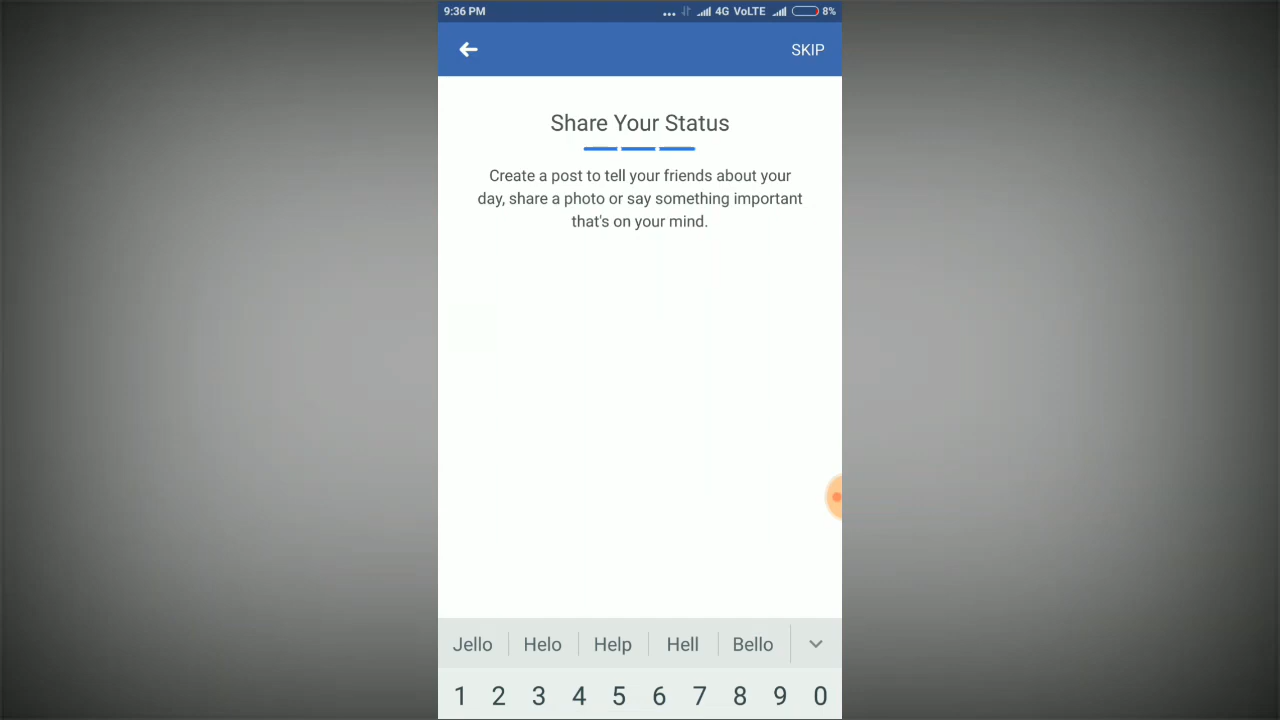 9:36 PM ... 4G VoLTE 8%
SKIP
Share Your Status
Create a post to tell your friends about your
day, share a photo or say something important
that's on your mind.
Jello Helo Help Hell Bello
1 2 3 4 5 6 7 8 9 0